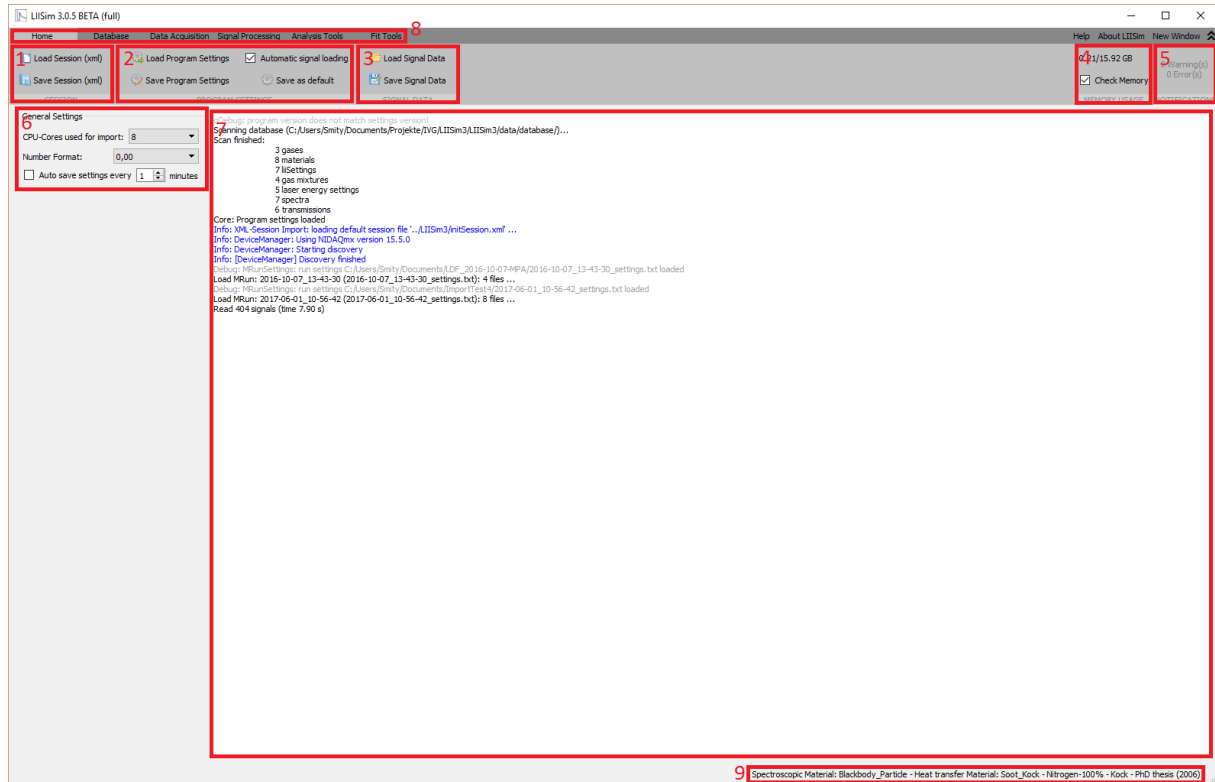 LIISim 3.0.5 BETA (full)
8
Home Database Data Acquisition Signal Processing Analysis Tools Fit Tools Help About LIISim New Window
1 Load Session (xml) 2 Load Program Settings Automatic signal loading 3 Load Signal Data 4 /15.92 GB 5 Warning(s)
Save Session (xml) Save Program Settings Save as default Save Signal Data Check Memory 0 Error(s)
SESSION PROGRAM SETTINGS SIGNAL DATA MEMORY USAGE NOTIFICATION
General Settings
6
CPU-Cores used for import: 8
Number Format: 0,00
Auto save settings every 1 minutes
7
Debug: program version does not match settings version!
Scanning database (C:/Users/Smity/Documents/Projekte/IVG/LIISim3/LIISim3/data/database/)...
Scan finished:
3 gases
8 materials
7 liiSettings
4 gas mixtures
5 laser energy settings
7 spectra
6 transmissions
Core: Program settings loaded
Info: XML-Session Import: loading default session file '../LIISim3/initSession.xml' ...
Info: DeviceManager: Using NIDAQmx version 15.5.0
Info: DeviceManager: Starting discovery
Info: [DeviceManager] Discovery finished
Debug: MRunSettings: run settings C:/Users/Smity/Documents/LDF_2016-10-07-MPA/2016-10-07_13-43-30_settings.txt loaded
Load MRun: 2016-10-07_13-43-30 (2016-10-07_13-43-30_settings.txt): 4 files ...
Debug: MRunSettings: run settings C:/Users/Smity/Documents/ImportTest4/2017-06-01_10-56-42_settings.txt loaded
Load MRun: 2017-06-01_10-56-42 (2017-06-01_10-56-42_settings.txt): 8 files ...
Read 404 signals (time 7.90 s)
9 Spectroscopic Material: Blackbody_Particle - Heat transfer Material: Soot_Kock - Nitrogen-100% - Kock - PhD thesis (2006)